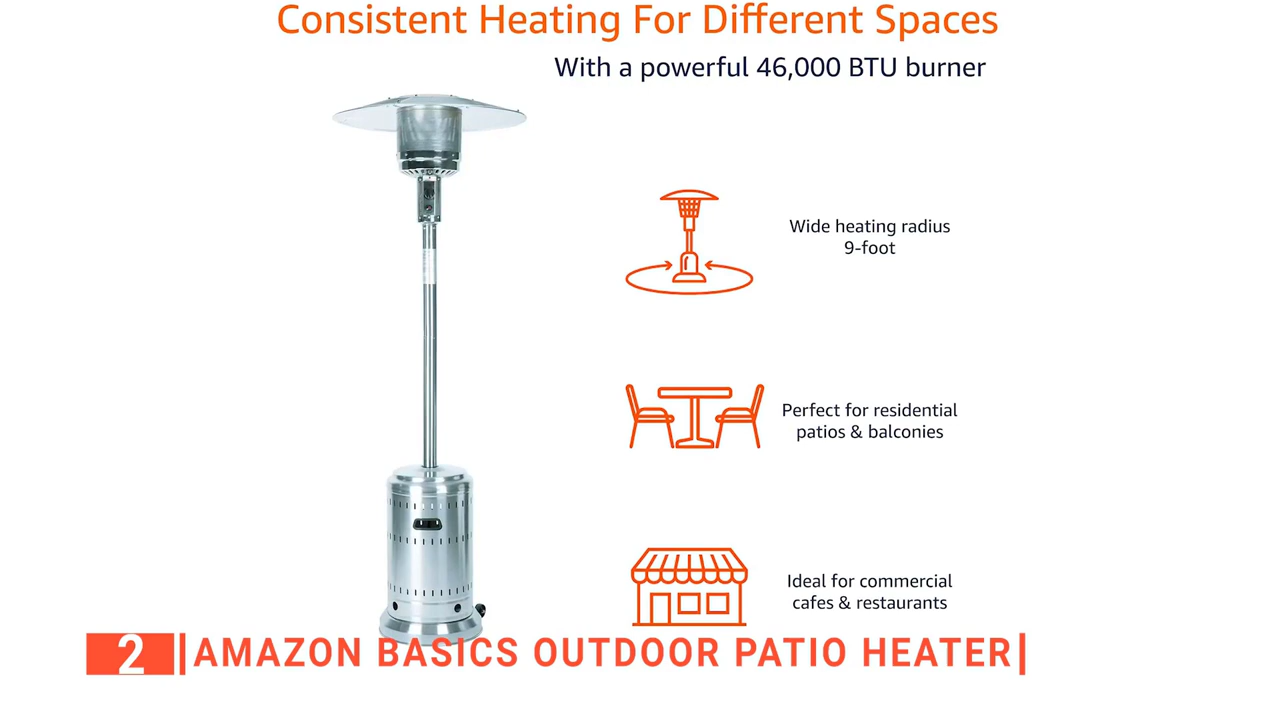 Consistent Heating For Different Spaces
With a powerful 46,000 BTU burner
Wide heating radius
9-foot
Perfect for residential
patios & balconies
Ideal for commercial
cafes & restaurants
2 AMAZON BASICS OUTDOOR PATIO HEATER